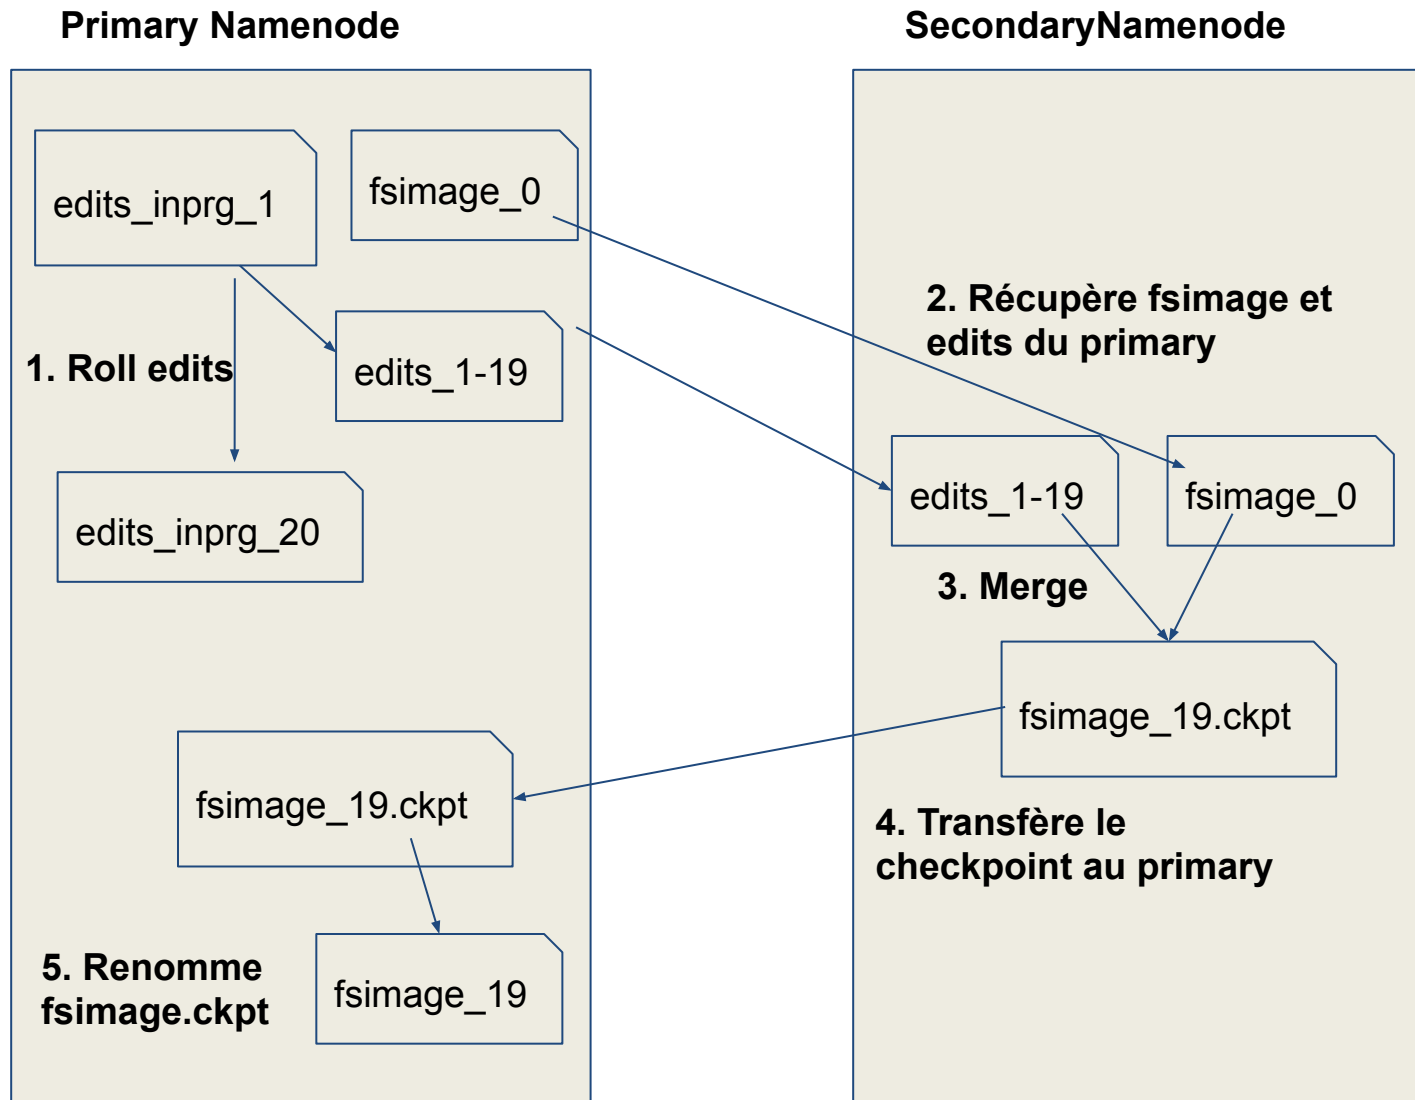 Primary Namenode
SecondaryNamenode
edits_inprg_1
fsimage_0
1. Roll edits
edits_1-19
edits_inprg_20
2. Récupère fsimage et
edits du primary
edits_1-19
fsimage_0
3. Merge
fsimage_19.ckpt
4. Transfère le
checkpoint au primary
fsimage_19.ckpt
5. Renomme
fsimage.ckpt
fsimage_19